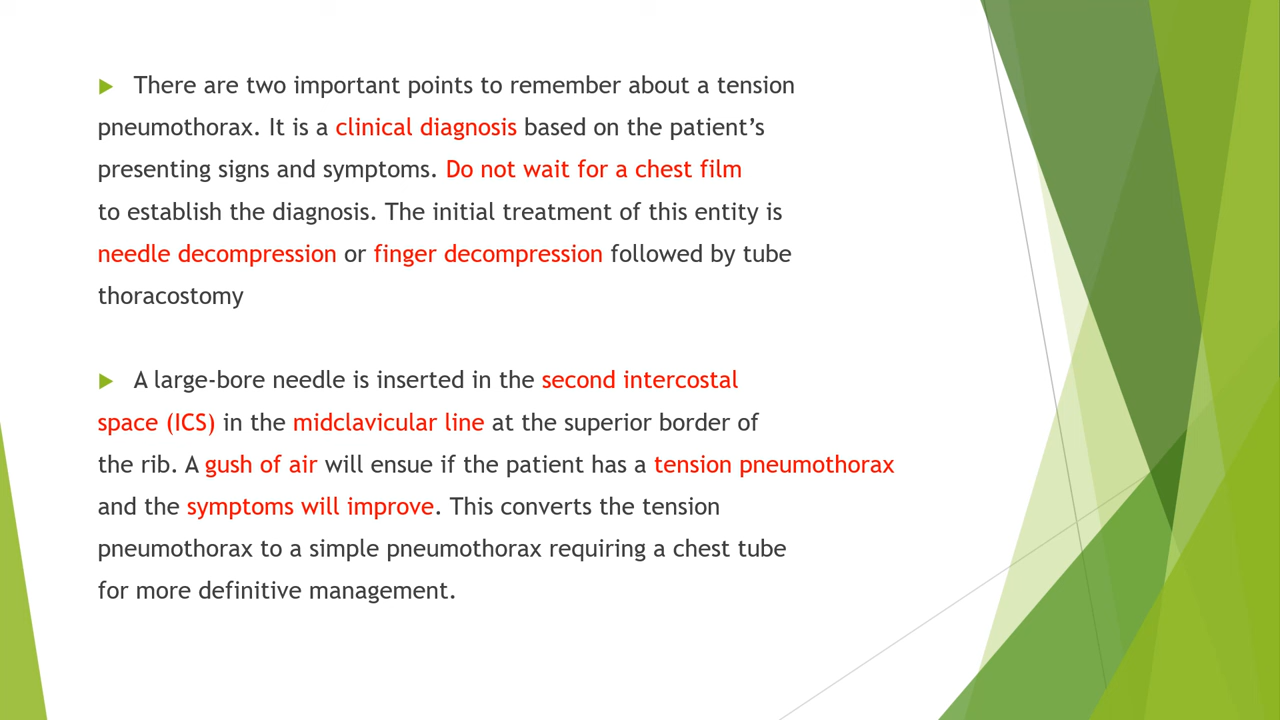 There are two important points to remember about a tension
pneumothorax. It is a clinical diagnosis based on the patient’s
presenting signs and symptoms. Do not wait for a chest film
to establish the diagnosis. The initial treatment of this entity is
needle decompression or finger decompression followed by tube
thoracostomy
A large-bore needle is inserted in the second intercostal
space (ICS) in the midclavicular line at the superior border of
the rib. A gush of air will ensue if the patient has a tension pneumothorax
and the symptoms will improve. This converts the tension
pneumothorax to a simple pneumothorax requiring a chest tube
for more definitive management.